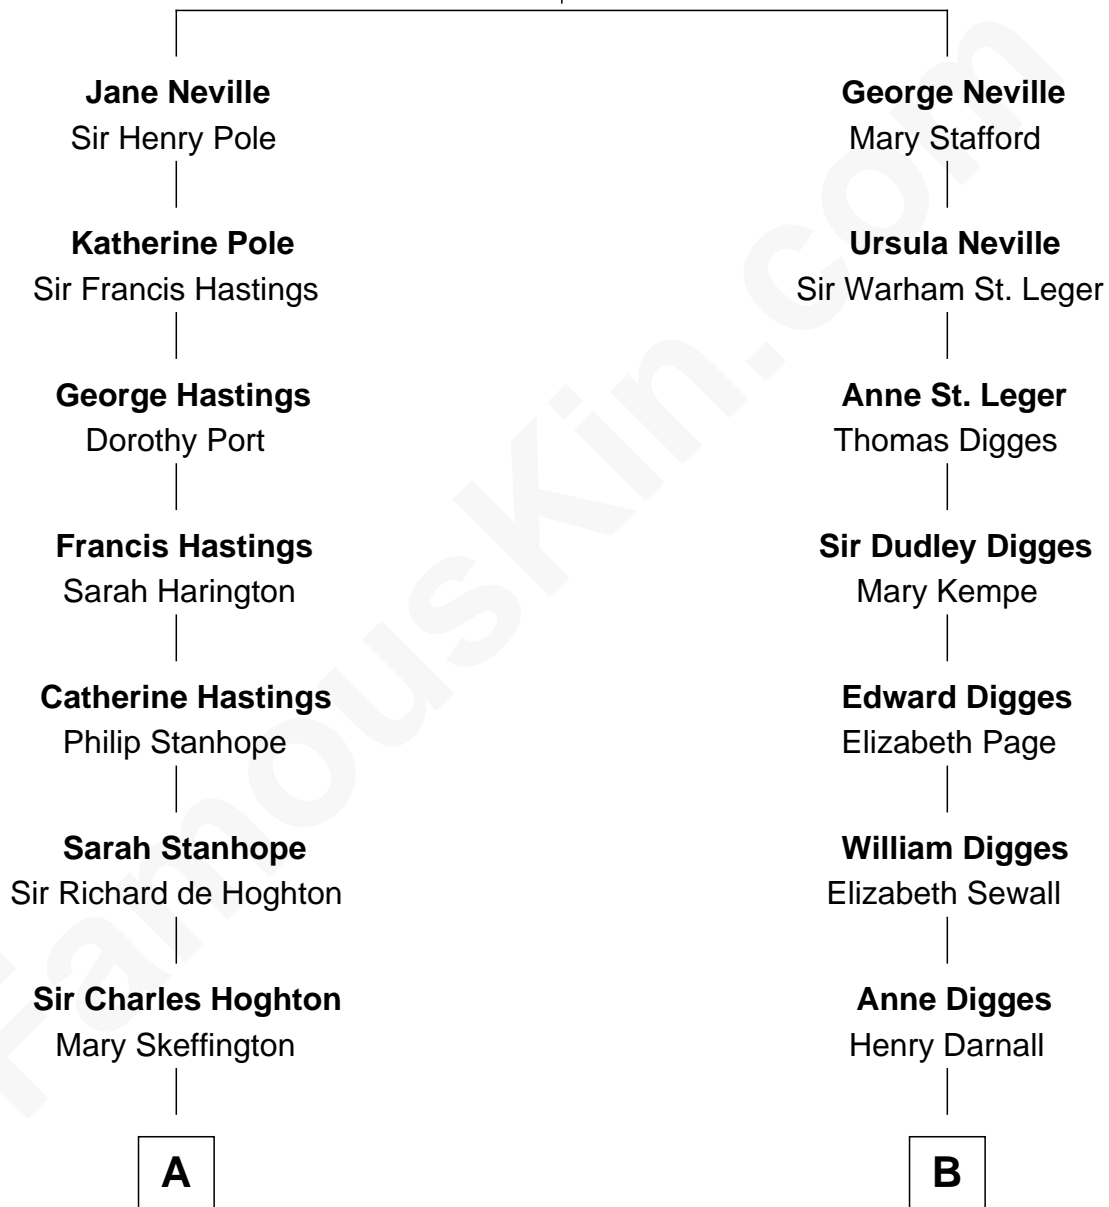 Jane Neville
Sir Henry Pole
Katherine Pole
Sir Francis Hastings
George Hastings
Dorothy Port
Francis Hastings
Sarah Harington
Catherine Hastings
Philip Stanhope
Sarah Stanhope
Sir Richard de Hoghton
Sir Charles Hoghton
Mary Skeffington
A
George Neville
Mary Stafford
Ursula Neville
Sir Warham St. Leger
Anne St. Leger
Thomas Digges
Sir Dudley Digges
Mary Kempe
Edward Digges
Elizabeth Page
William Digges
Elizabeth Sewall
Anne Digges
Henry Darnall
B
FamousKin.com